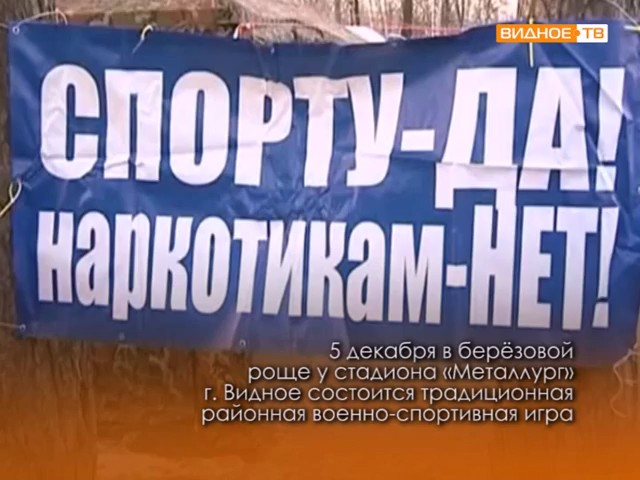 ВИДНОЕ ТВ
СПОРТУ-ДА!
наркотикам-НЕТ!
5 декабря в берёзовой
роще у стадиона «Металлург»
г. Видное состоится традиционная
районная военно-спортивная игра